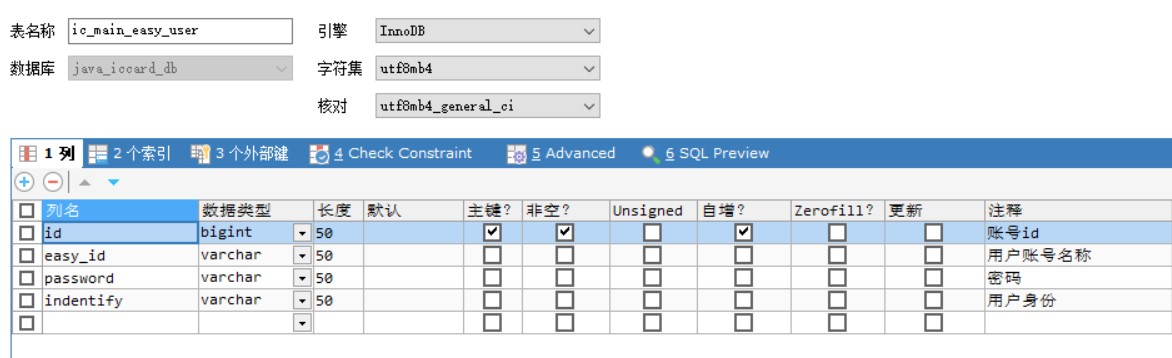 表名称 ic_main_easy_user 引擎 InnoDB
数据库 java_iccard_db 字符集 utf8mb4
核对 utf8mb4_general_ci
1 列 2 个索引 3 个外部键 4 Check Constraint 5 Advanced 6 SQL Preview
列名 数据类型 长度 默认 主键? 非空? Unsigned 自增? Zerofill? 更新 注释
id bigint 50 账号id
easy_id varchar 50 用户账号名称
password varchar 50 密码
indentify varchar 50 用户身份